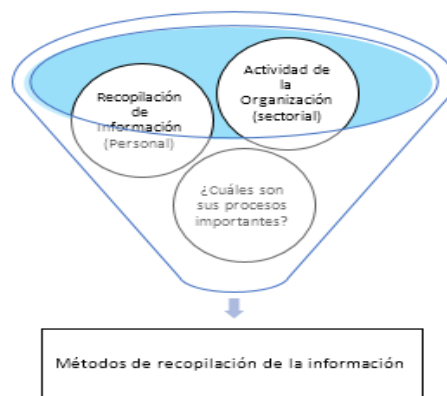 Actividad de
la
Organización
(sectorial)
Recopilación
de
Información
(Personal)
¿Cuáles son
sus procesos
importantes?
Métodos de recopilación de la información